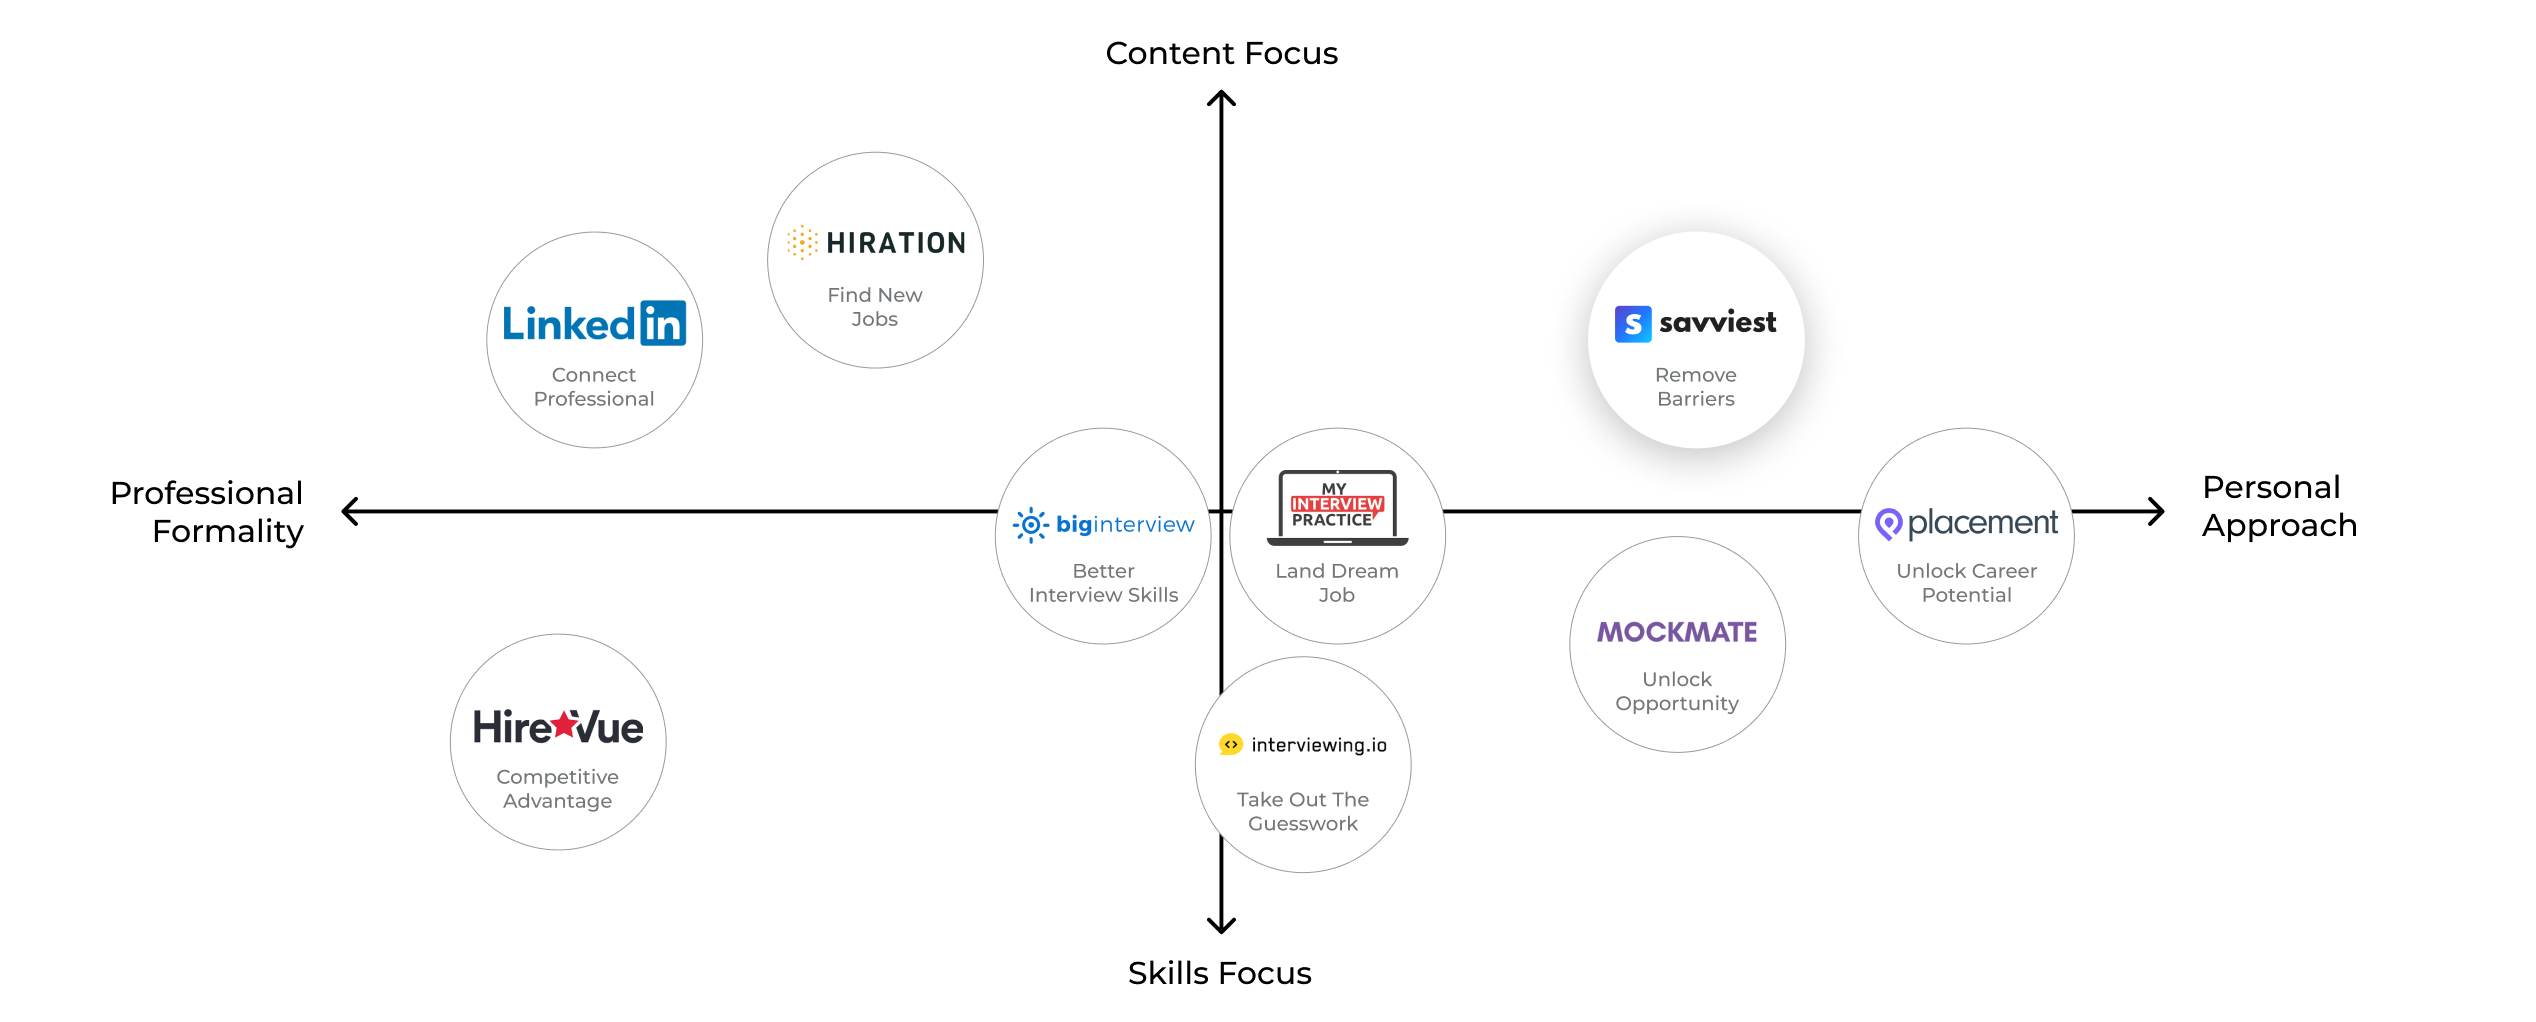 Content Focus
HIRATION
Find New
Jobs
Linkedin
Connect
Professional
S savviest
Remove
Barriers
Professional
Formality
biginterview
Better
Interview Skills
MY
INTERVIEW
PRACTICE
Land Dream
Job
placement
Unlock Career
Potential
Personal
Approach
MOCKMATE
Unlock
Opportunity
HireVue
Competitive
Advantage
interviewing.io
Take Out The
Guesswork
Skills Focus